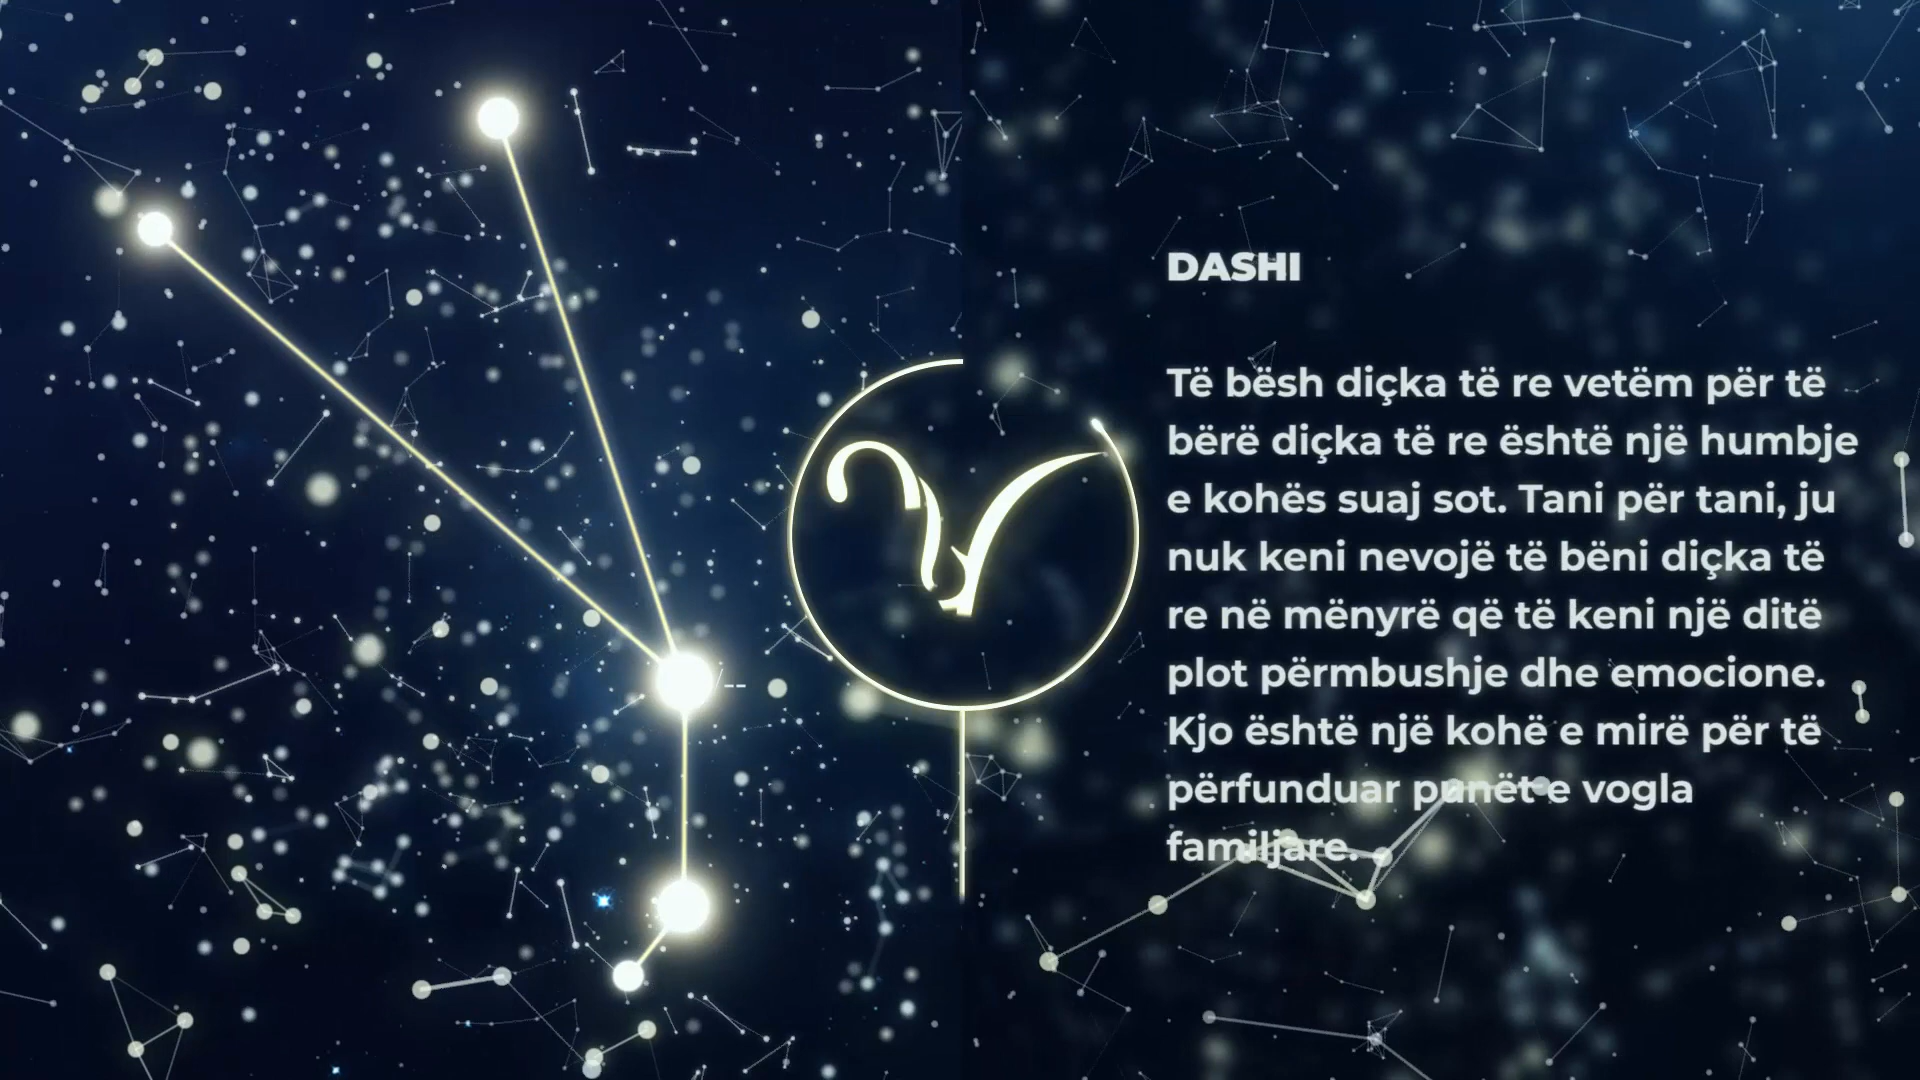 DASHI
Të bësh diçka të re vetëm për të
bërë diçka të re është një humbje
e kohës suaj sot. Tani për tani, ju
nuk keni nevojë të bëni diçka të
re në mënyrë që të keni një ditë
plot përmbushje dhe emocione.
Kjo është një kohë e mirë për të
përfunduar punët e vogla
familjare.